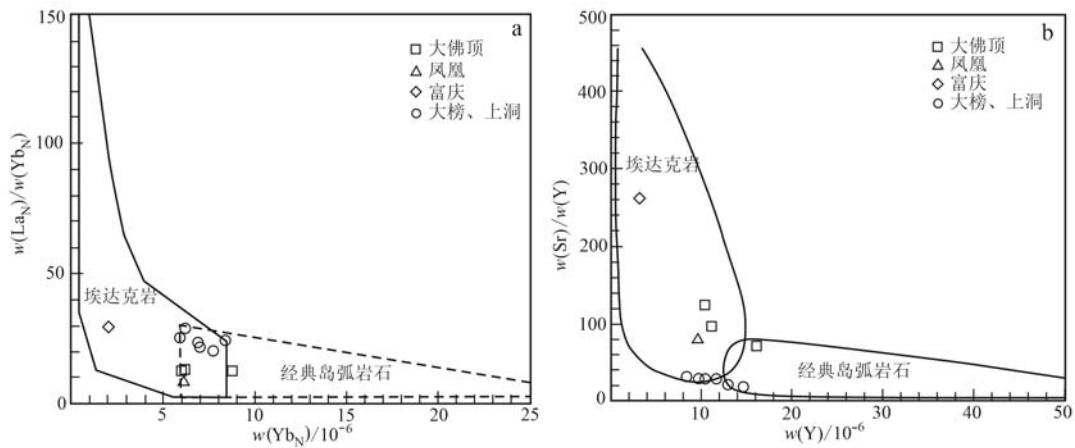 a
□ 大佛顶
△ 凤凰
◇ 富庆
○ 大榜、上洞
150
100
50
0
w(LaN)/w(YbN)
埃达克岩
经典岛弧岩石
5
10
15
20
25
w(YbN)/10-6
b
□ 大佛顶
△ 凤凰
◇ 富庆
○ 大榜、上洞
500
400
300
200
100
0
w(Sr)/w(Y)
埃达克岩
经典岛弧岩石
10
20
30
40
50
w(Y)/10-6